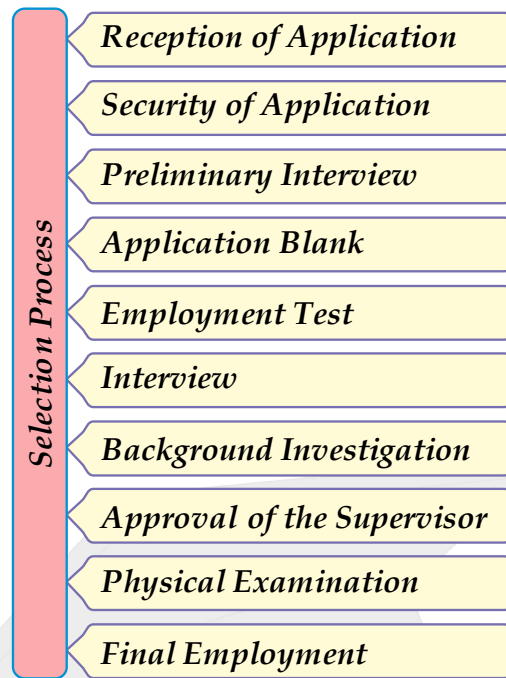 Selection Process
Reception of Application
Security of Application
Preliminary Interview
Application Blank
Employment Test
Interview
Background Investigation
Approval of the Supervisor
Physical Examination
Final Employment